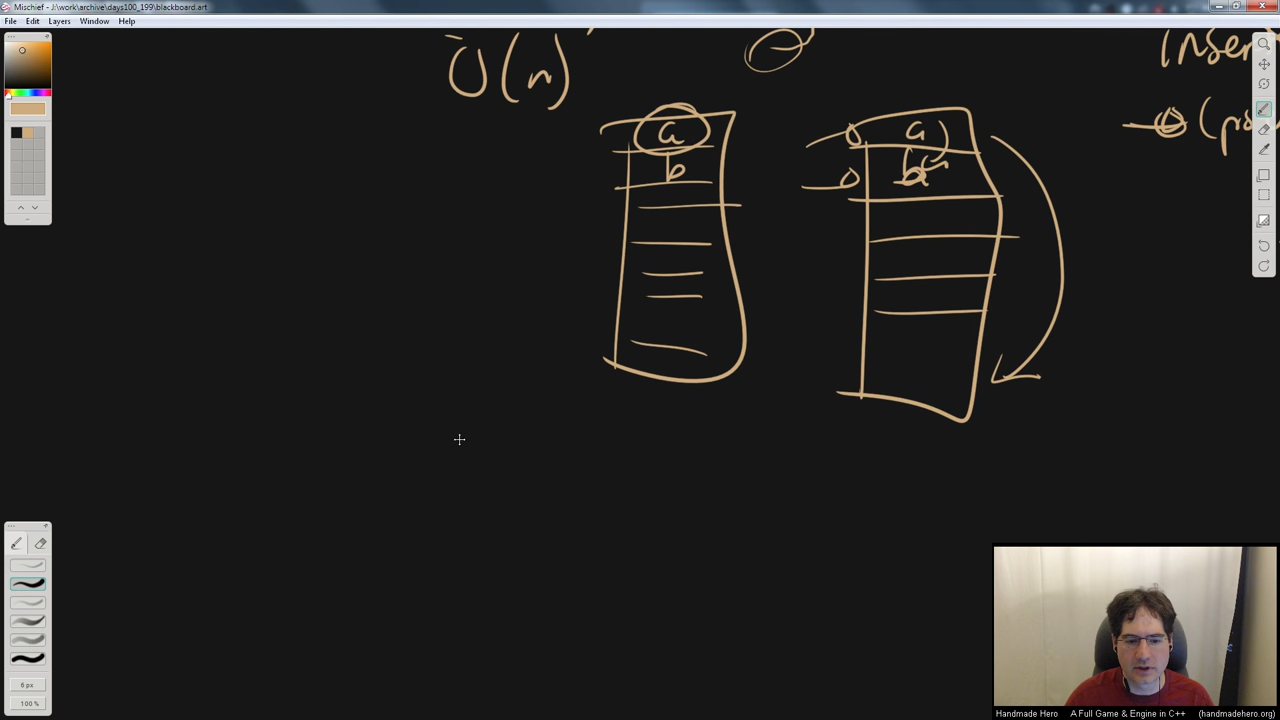 Mischief - J:\work\archive\days100_199\blackboard.art
File Edit Layers Window Help
O(n)
Inser
(pro
a
b
a
b
6 px
100 %
Handmade Hero A Full Game & Engine in C++ (handmadehero.org)